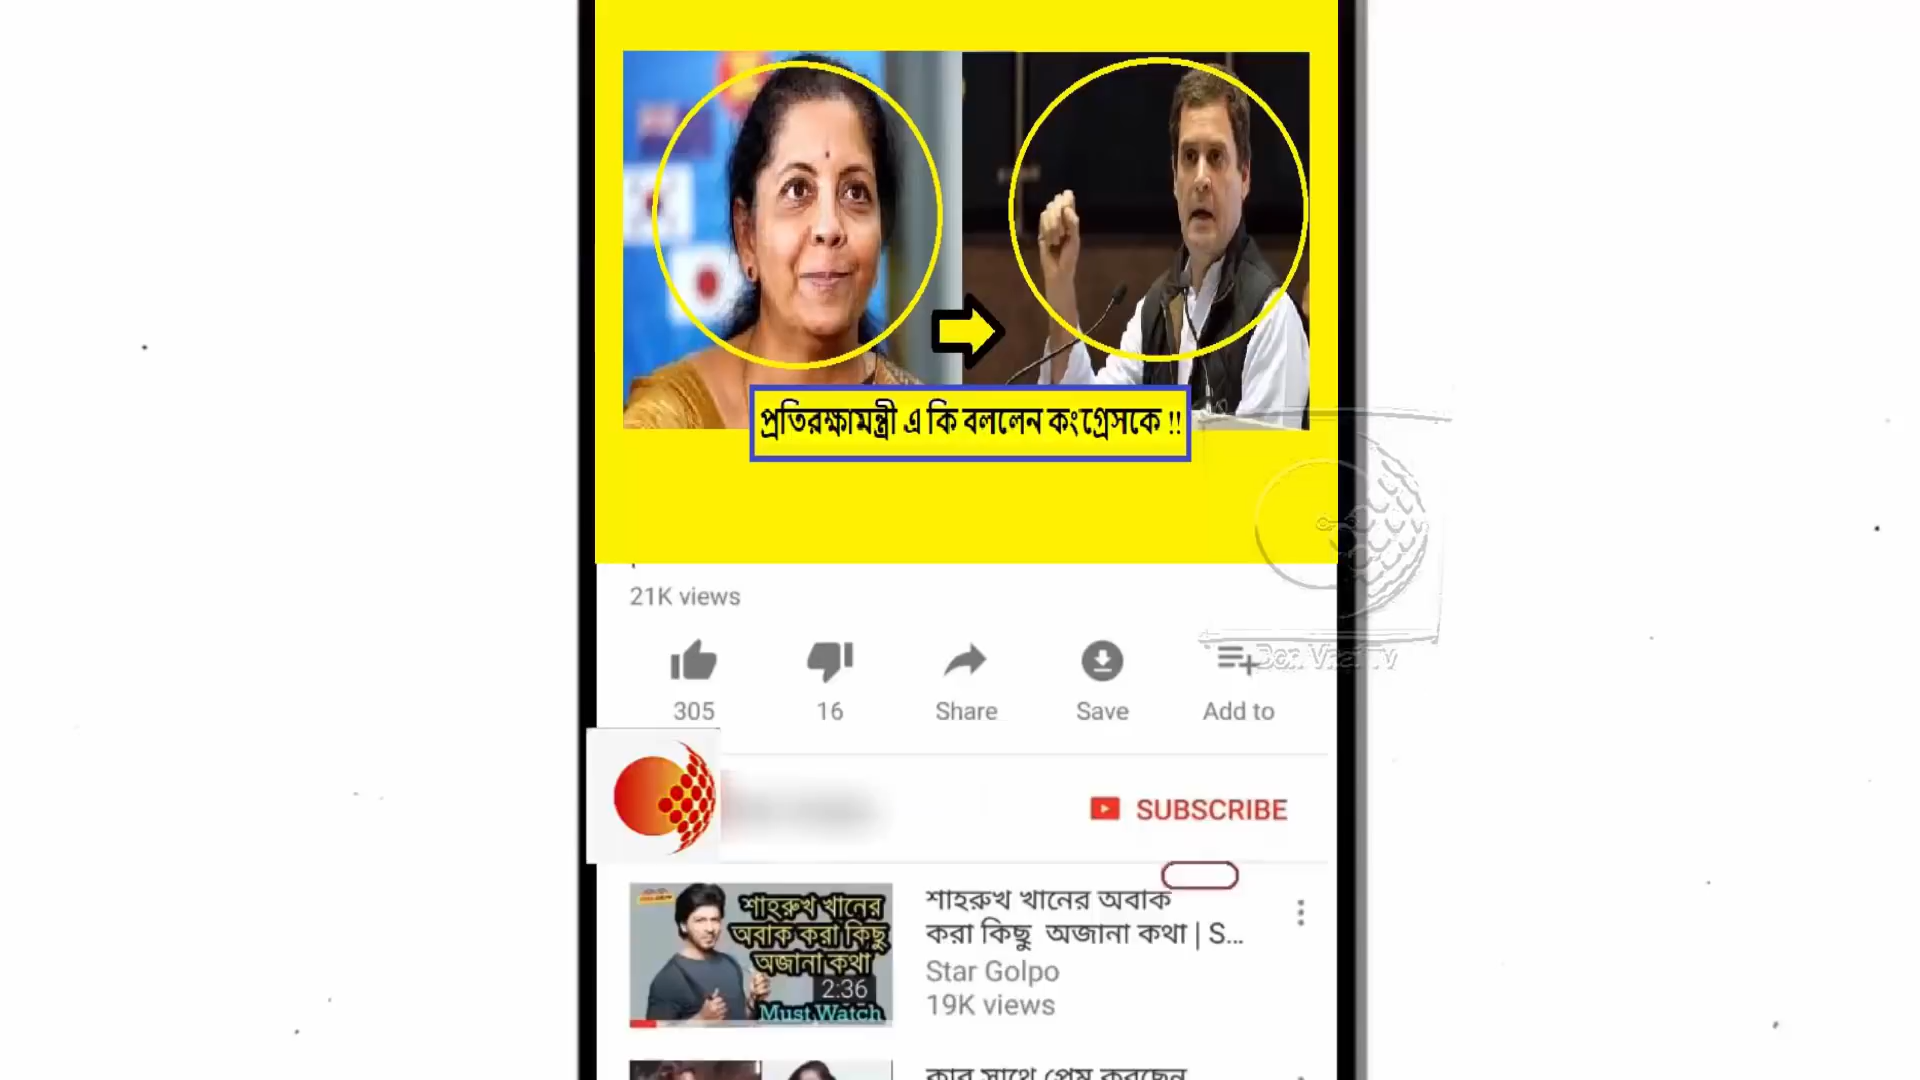 প্রতিরক্ষামন্ত্রী এ কি বললেন কংগ্রেসকে !!
21K views
305
16
Share
Save
Add to
SUBSCRIBE
শাহরুখ খানের
অবাক করা কিছু
অজানা কথা
2:36
Must Watch
শাহরুখ খানের অবাক
করা কিছু অজানা কথা | S...
Star Golpo
19K views
কার সাথে প্রেম করছেন